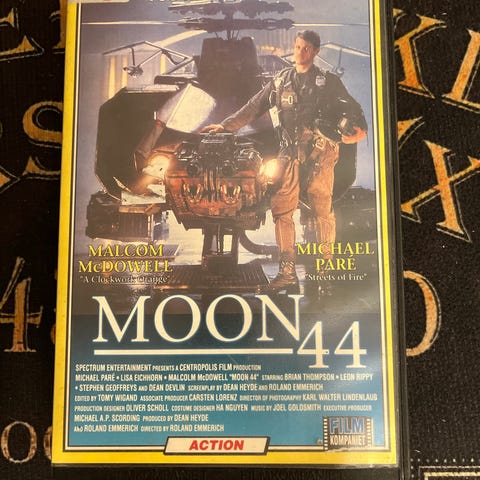 MALCOM
McDOWELL
"A Clockwork Orange"
MICHAEL
PARÉ
"Streets of Fire"
MOON 44
SPECTRUM ENTERTAINMENT PRESENTS A CENTROPOLIS FILM PRODUCTION
MICHAEL PARÉ • LISA EICHHORN • MALCOLM McDOWELL "MOON 44" STARRING BRIAN THOMPSON • LEON RIPPY
• STEPHEN GEOFFREYS AND DEAN DEVLIN SCREENPLAY BY DEAN HEYDE AND ROLAND EMMERICH
EDITED BY TOMY WIGAND ASSOCIATE PRODUCER CARSTEN LORENZ DIRECTOR OF PHOTOGRAPHY KARL WALTER LINDENLAUB
PRODUCTION DESIGNER OLIVER SCHOLL COSTUME DESIGNER HA NGUYEN MUSIC BY JOEL GOLDSMITH EXECUTIVE PRODUCER
MICHAEL A.P. SCORDING PRODUCED BY DEAN HEYDE
AND ROLAND EMMERICH DIRECTED BY ROLAND EMMERICH
FILM
KOMPANIET
ACTION